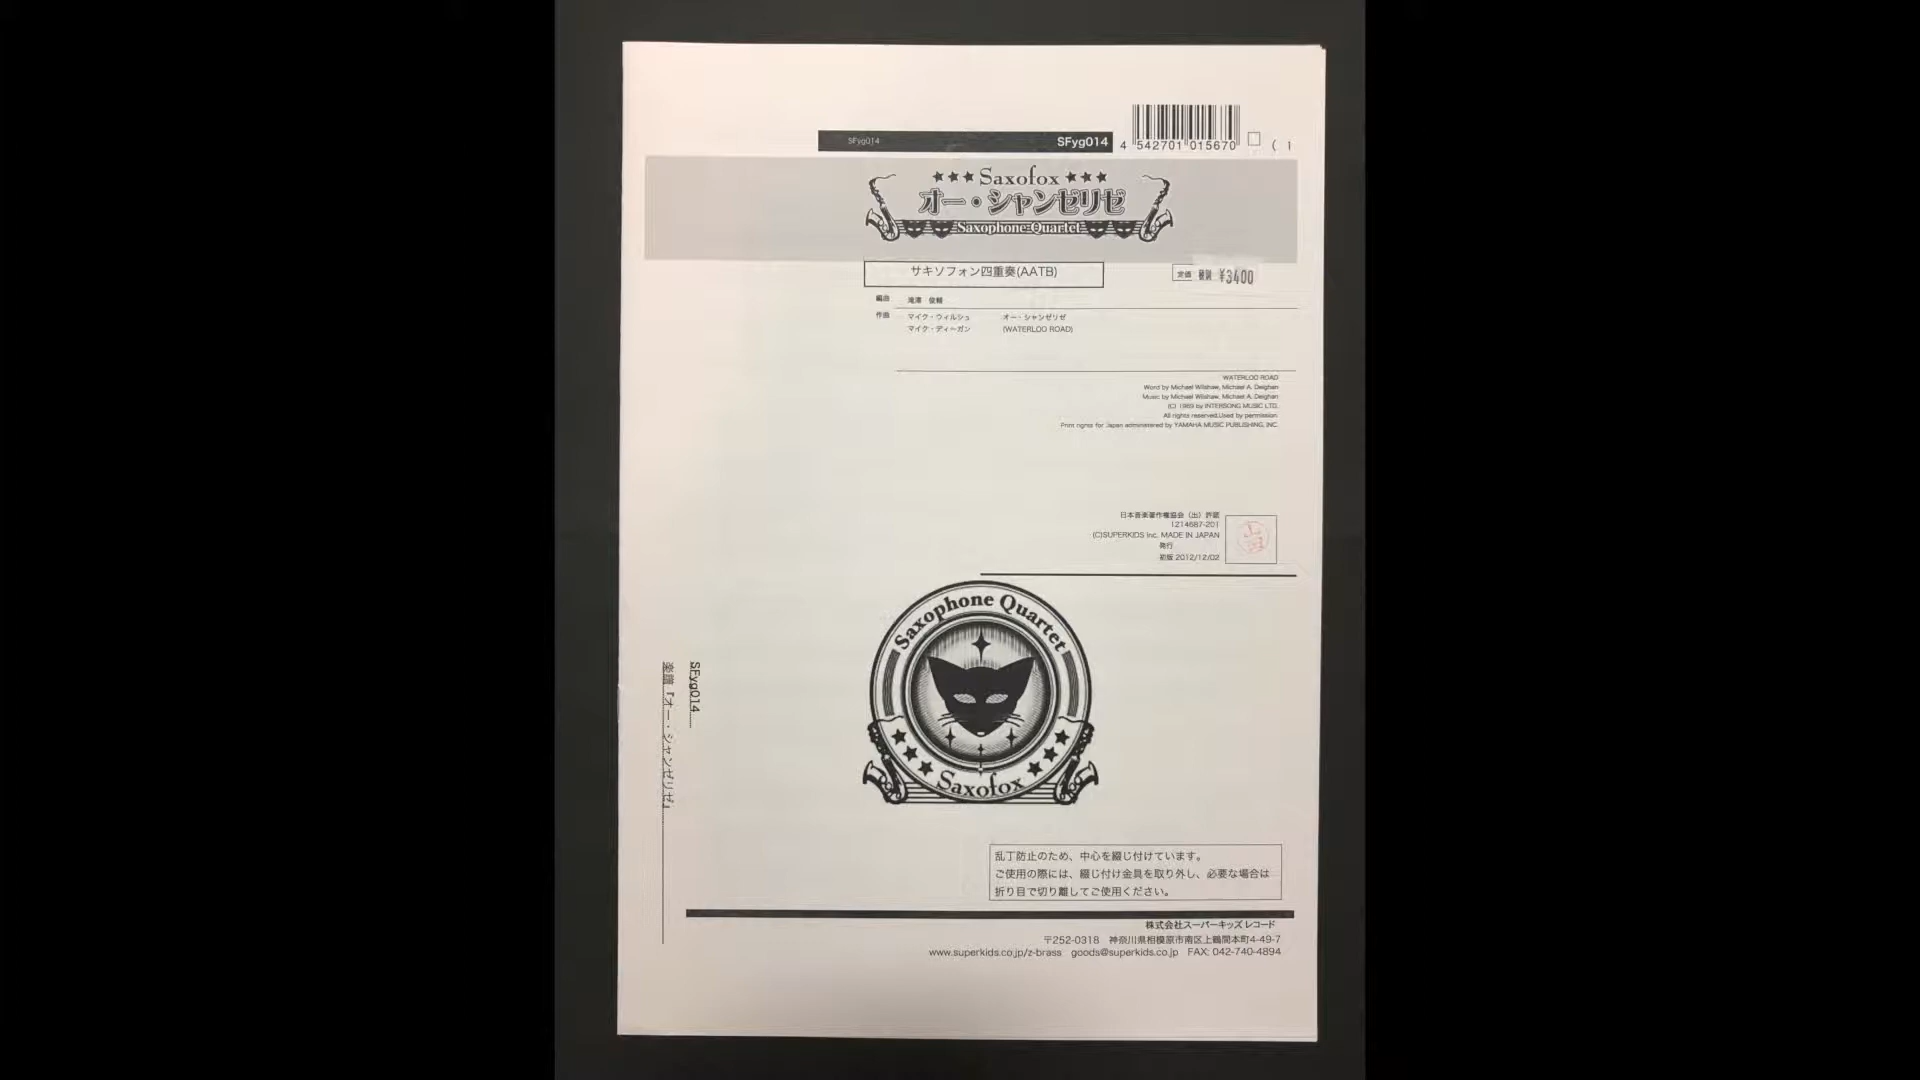 SFyg014
SFyg014
4 542701 015670
( 1
Saxofox
オー・シャンゼリゼ
Saxophone Quartet
サキソフォン四重奏(AATB)
定価 税別 ¥3400
編曲 滝澤 俊輔
作曲 マイク・ウィルシュ オー・シャンゼリゼ
マイク・ディーガン (WATERLOO ROAD)
WATERLOO ROAD
Word by Michael Wilshaw, Michael A. Deighan
Music by Michael Wilshaw, Michael A. Deighan
(C) 1969 by INTERSONG MUSIC LTD.
All rights reserved.Used by permission.
Print rights for Japan administered by YAMAHA MUSIC PUBLISHING, INC.
日本音楽著作権協会（出）許諾
1214687-201
(C)SUPERKIDS Inc. MADE IN JAPAN
発行
初版 2012/12/02
Saxophone Quartet
Saxofox
SFyg014
楽譜『オー・シャンゼリゼ』
乱丁防止のため、中心を綴じ付けています。
ご使用の際には、綴じ付け金具を取り外し、必要な場合は
折り目で切り離してご使用ください。
株式会社スーパーキッズ レコード
〒252-0318 神奈川県相模原市南区上鶴間本町4-49-7
www.superkids.co.jp/z-brass goods@superkids.co.jp FAX: 042-740-4894